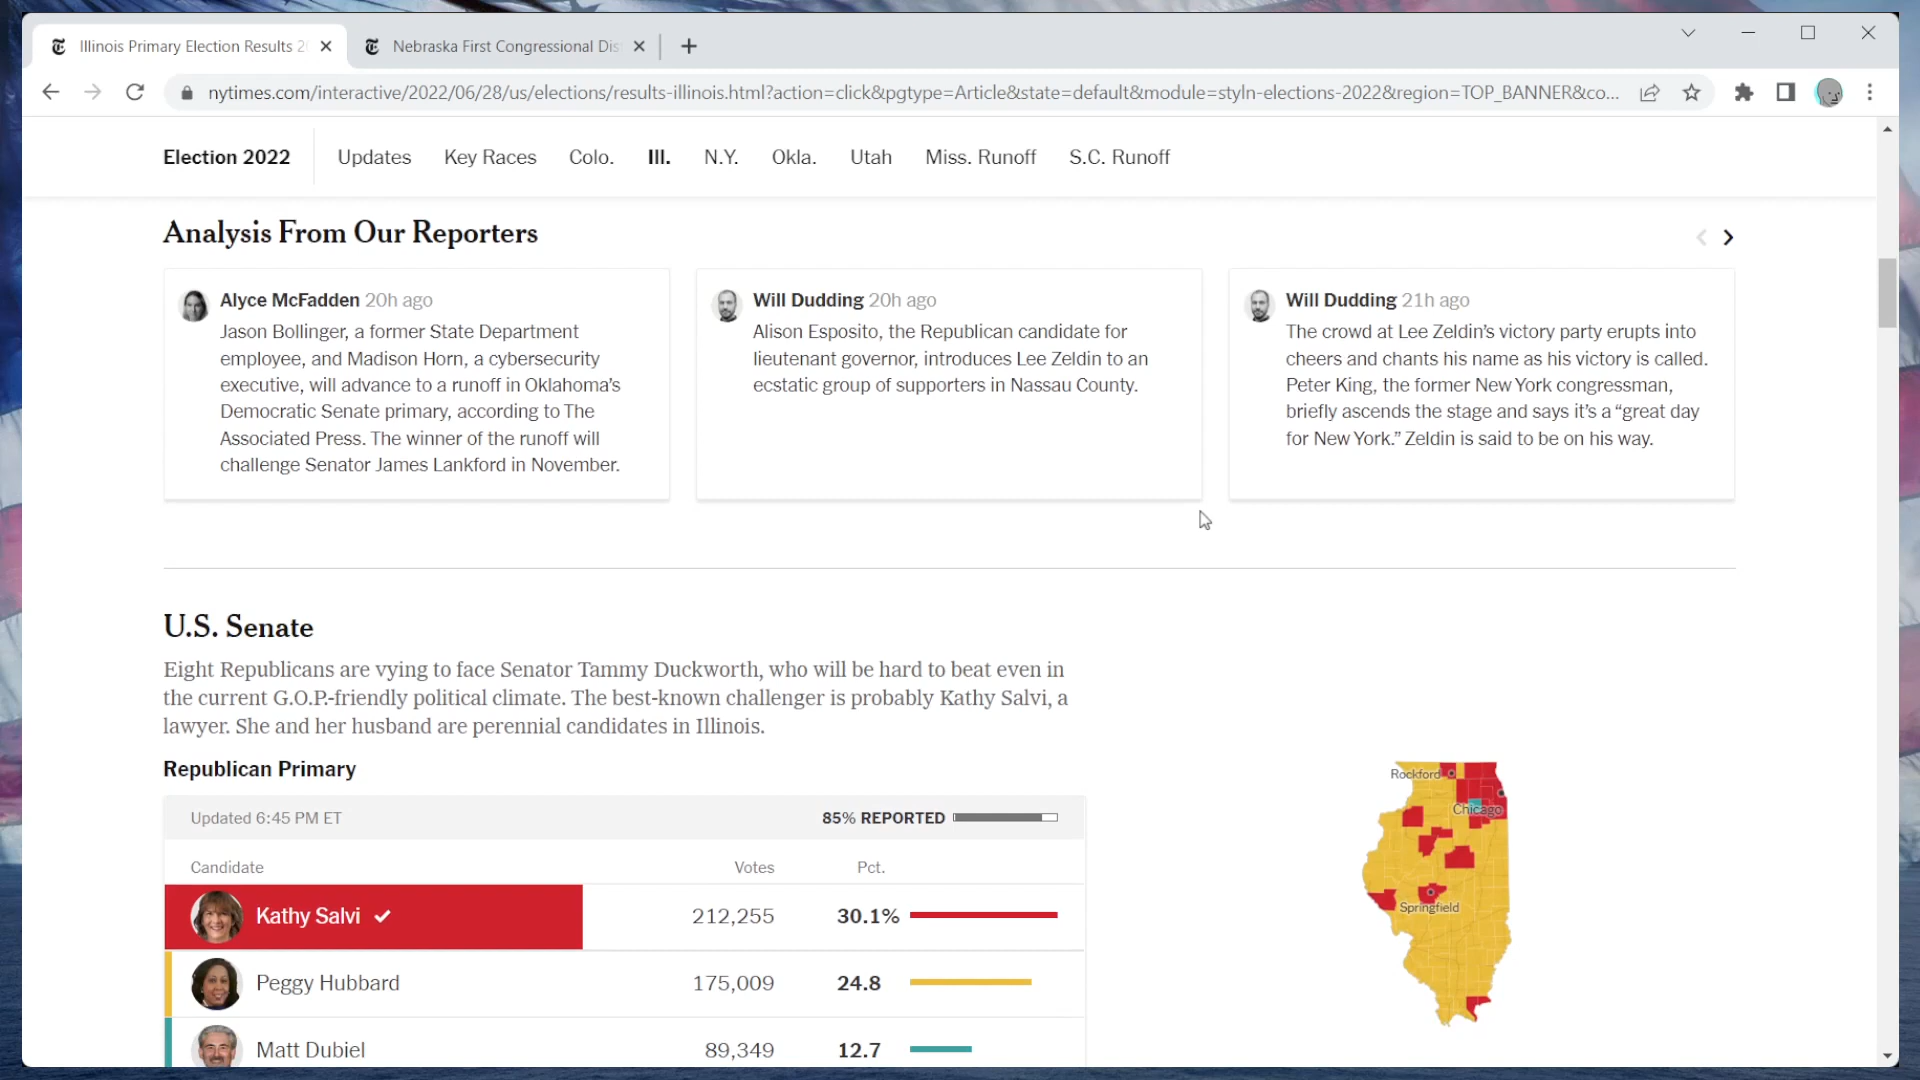 Illinois Primary Election Results 2
Nebraska First Congressional Dis
nytimes.com/interactive/2022/06/28/us/elections/results-illinois.html?action=click&pgtype=Article&state=default&module=styln-elections-2022&region=TOP_BANNER&co...
Election 2022
Updates
Key Races
Colo.
Ill.
N.Y.
Okla.
Utah
Miss. Runoff
S.C. Runoff
Analysis From Our Reporters
Alyce McFadden 20h ago
Jason Bollinger, a former State Department
employee, and Madison Horn, a cybersecurity
executive, will advance to a runoff in Oklahoma’s
Democratic Senate primary, according to The
Associated Press. The winner of the runoff will
challenge Senator James Lankford in November.
Will Dudding 20h ago
Alison Esposito, the Republican candidate for
lieutenant governor, introduces Lee Zeldin to an
ecstatic group of supporters in Nassau County.
Will Dudding 21h ago
The crowd at Lee Zeldin’s victory party erupts into
cheers and chants his name as his victory is called.
Peter King, the former New York congressman,
briefly ascends the stage and says it’s a “great day
for New York.” Zeldin is said to be on his way.
U.S. Senate
Eight Republicans are vying to face Senator Tammy Duckworth, who will be hard to beat even in
the current G.O.P.-friendly political climate. The best-known challenger is probably Kathy Salvi, a
lawyer. She and her husband are perennial candidates in Illinois.
Republican Primary
Updated 6:45 PM ET
85% REPORTED
Candidate Votes Pct.
Kathy Salvi 212,255 30.1%
Peggy Hubbard 175,009 24.8
Matt Dubiel 89,349 12.7
Rockford
Chicago
Springfield